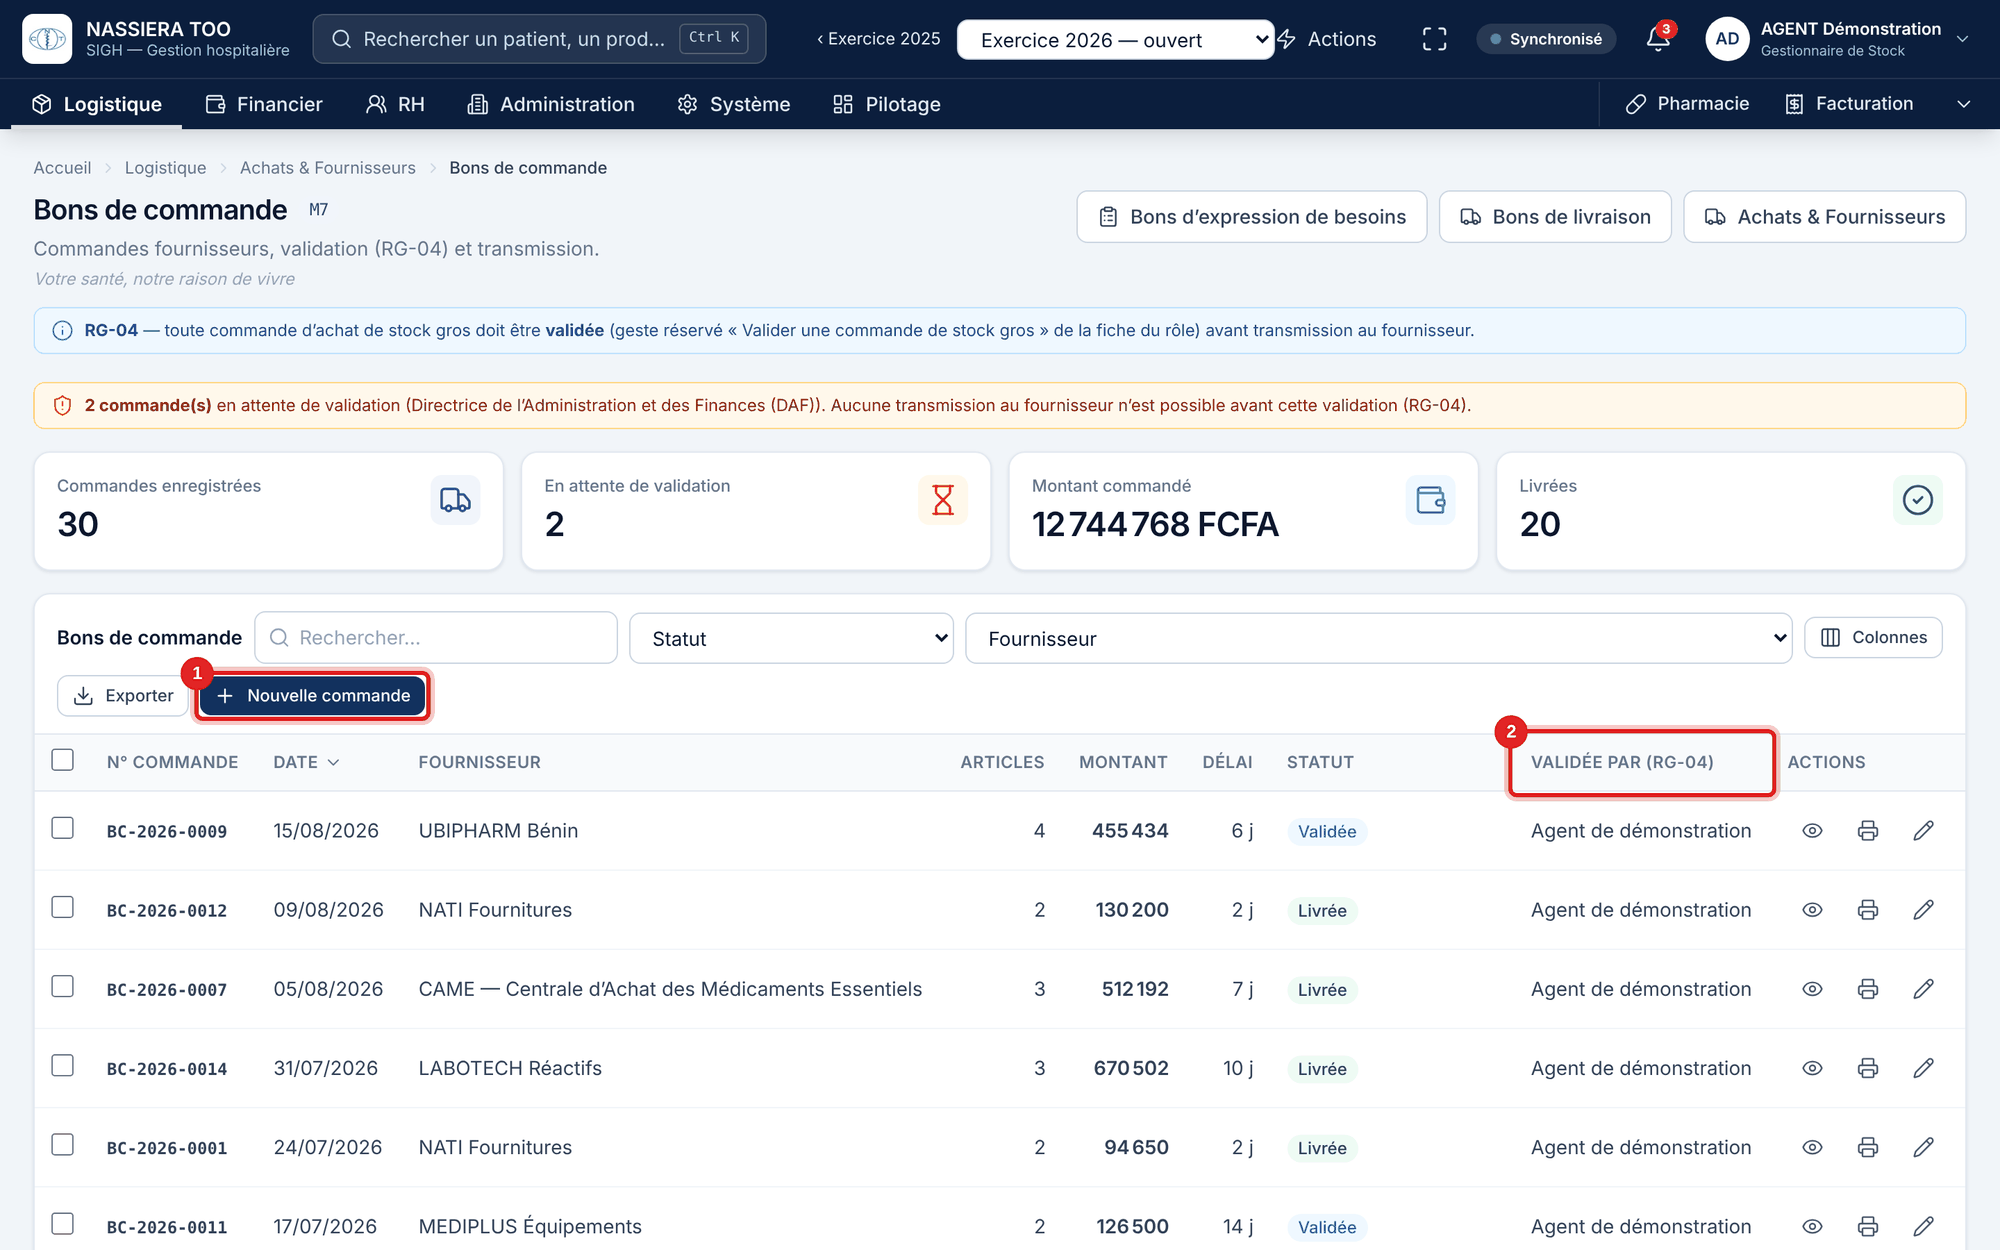 NASSIERA TOO
SIGH — Gestion hospitalière
Rechercher un patient, un prod... Ctrl K
‹ Exercice 2025
Exercice 2026 — ouvert
Actions
Synchronisé
3
AD
AGENT Démonstration
Gestionnaire de Stock
Logistique Financier RH Administration Système Pilotage Pharmacie Facturation
Accueil Logistique Achats & Fournisseurs Bons de commande
Bons de commande M7
Commandes fournisseurs, validation (RG-04) et transmission.
Votre santé, notre raison de vivre
Bons d’expression de besoins Bons de livraison Achats & Fournisseurs
RG-04 — toute commande d’achat de stock gros doit être validée (geste réservé « Valider une commande de stock gros » de la fiche du rôle) avant transmission au fournisseur.
2 commande(s) en attente de validation (Directrice de l’Administration et des Finances (DAF)). Aucune transmission au fournisseur n’est possible avant cette validation (RG-04).
Commandes enregistrées
30
En attente de validation
2
Montant commandé
12 744 768 FCFA
Livrées
20
Bons de commande Rechercher... Statut Fournisseur Colonnes
Exporter 1 Nouvelle commande
2
N° COMMANDE DATE FOURNISSEUR ARTICLES MONTANT DÉLAI STATUT VALIDÉE PAR (RG-04) ACTIONS
BC-2026-0009 15/08/2026 UBIPHARM Bénin 4 455 434 6 j Validée Agent de démonstration
BC-2026-0012 09/08/2026 NATI Fournitures 2 130 200 2 j Livrée Agent de démonstration
BC-2026-0007 05/08/2026 CAME — Centrale d’Achat des Médicaments Essentiels 3 512 192 7 j Livrée Agent de démonstration
BC-2026-0014 31/07/2026 LABOTECH Réactifs 3 670 502 10 j Livrée Agent de démonstration
BC-2026-0001 24/07/2026 NATI Fournitures 2 94 650 2 j Livrée Agent de démonstration
BC-2026-0011 17/07/2026 MEDIPLUS Équipements 2 126 500 14 j Validée Agent de démonstration